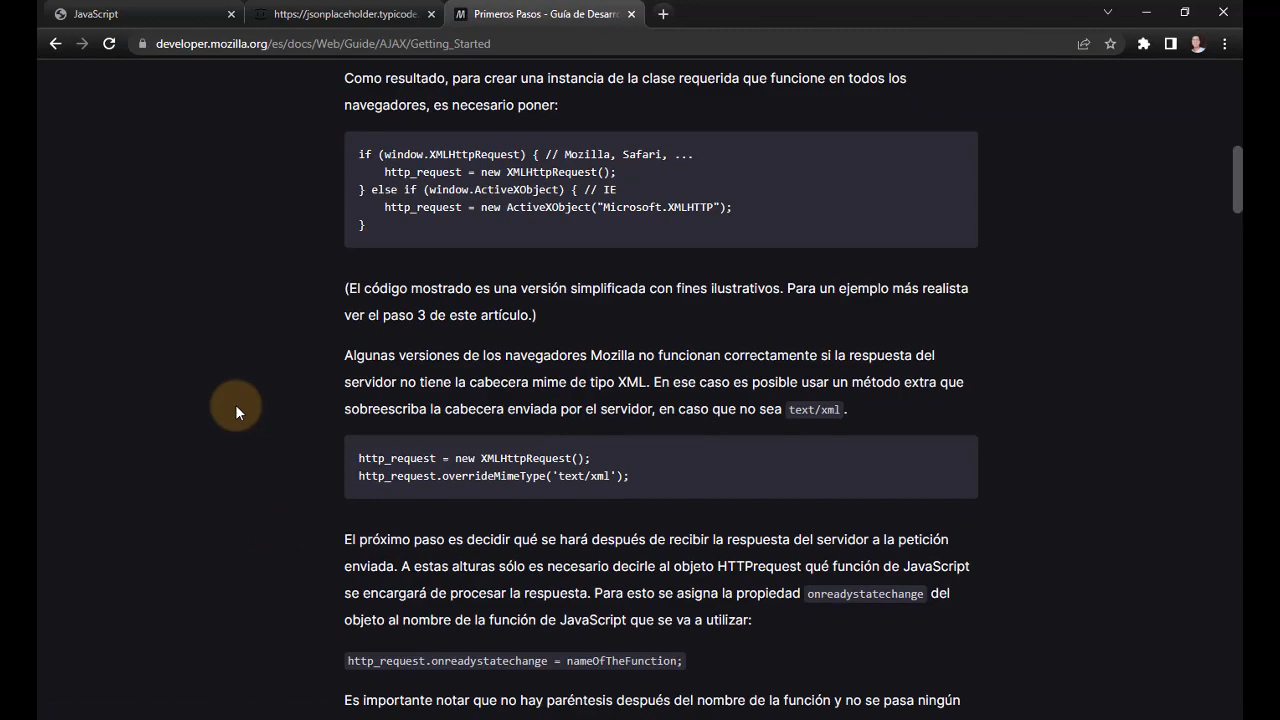 JavaScript
https://jsonplaceholder.typicode.
Primeros Pasos - Guía de Desarr
developer.mozilla.org/es/docs/Web/Guide/AJAX/Getting_Started
Como resultado, para crear una instancia de la clase requerida que funcione en todos los
navegadores, es necesario poner:
if (window.XMLHttpRequest) { // Mozilla, Safari, ...
    http_request = new XMLHttpRequest();
} else if (window.ActiveXObject) { // IE
    http_request = new ActiveXObject("Microsoft.XMLHTTP");
}
(El código mostrado es una versión simplificada con fines ilustrativos. Para un ejemplo más realista
ver el paso 3 de este artículo.)
Algunas versiones de los navegadores Mozilla no funcionan correctamente si la respuesta del
servidor no tiene la cabecera mime de tipo XML. En ese caso es posible usar un método extra que
sobreescriba la cabecera enviada por el servidor, en caso que no sea text/xml.
http_request = new XMLHttpRequest();
http_request.overrideMimeType('text/xml');
El próximo paso es decidir qué se hará después de recibir la respuesta del servidor a la petición
enviada. A estas alturas sólo es necesario decirle al objeto HTTPrequest qué función de JavaScript
se encargará de procesar la respuesta. Para esto se asigna la propiedad onreadystatechange del
objeto al nombre de la función de JavaScript que se va a utilizar:
http_request.onreadystatechange = nameOfTheFunction;
Es importante notar que no hay paréntesis después del nombre de la función y no se pasa ningún